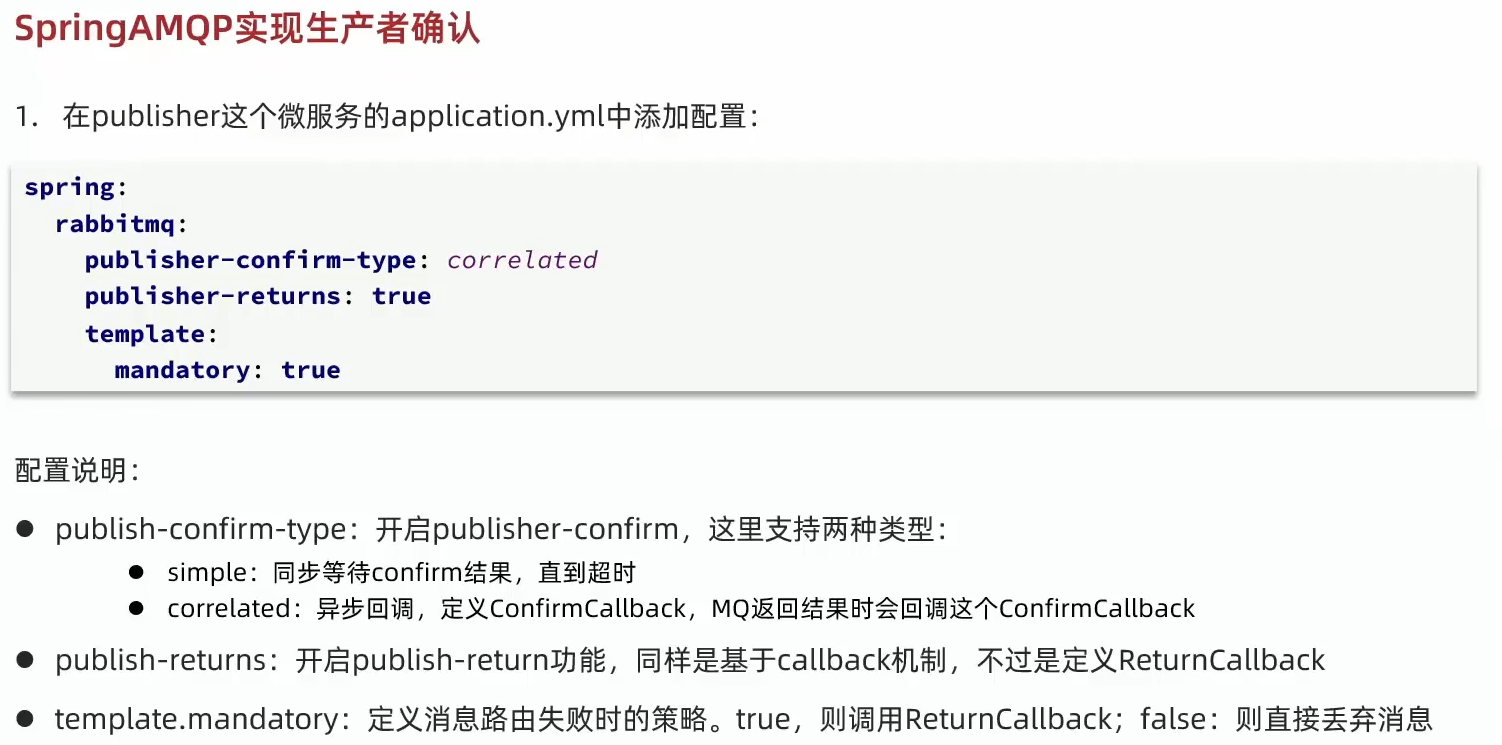 SpringAMQP实现生产者确认
1. 在publisher这个微服务的application.yml中添加配置：
spring:
  rabbitmq:
    publisher-confirm-type: correlated
    publisher-returns: true
    template:
      mandatory: true
配置说明：
● publish-confirm-type：开启publisher-confirm，这里支持两种类型：
● simple：同步等待confirm结果，直到超时
● correlated：异步回调，定义ConfirmCallback，MQ返回结果时会回调这个ConfirmCallback
● publish-returns：开启publish-return功能，同样是基于callback机制，不过是定义ReturnCallback
● template.mandatory：定义消息路由失败时的策略。true，则调用ReturnCallback；false：则直接丢弃消息